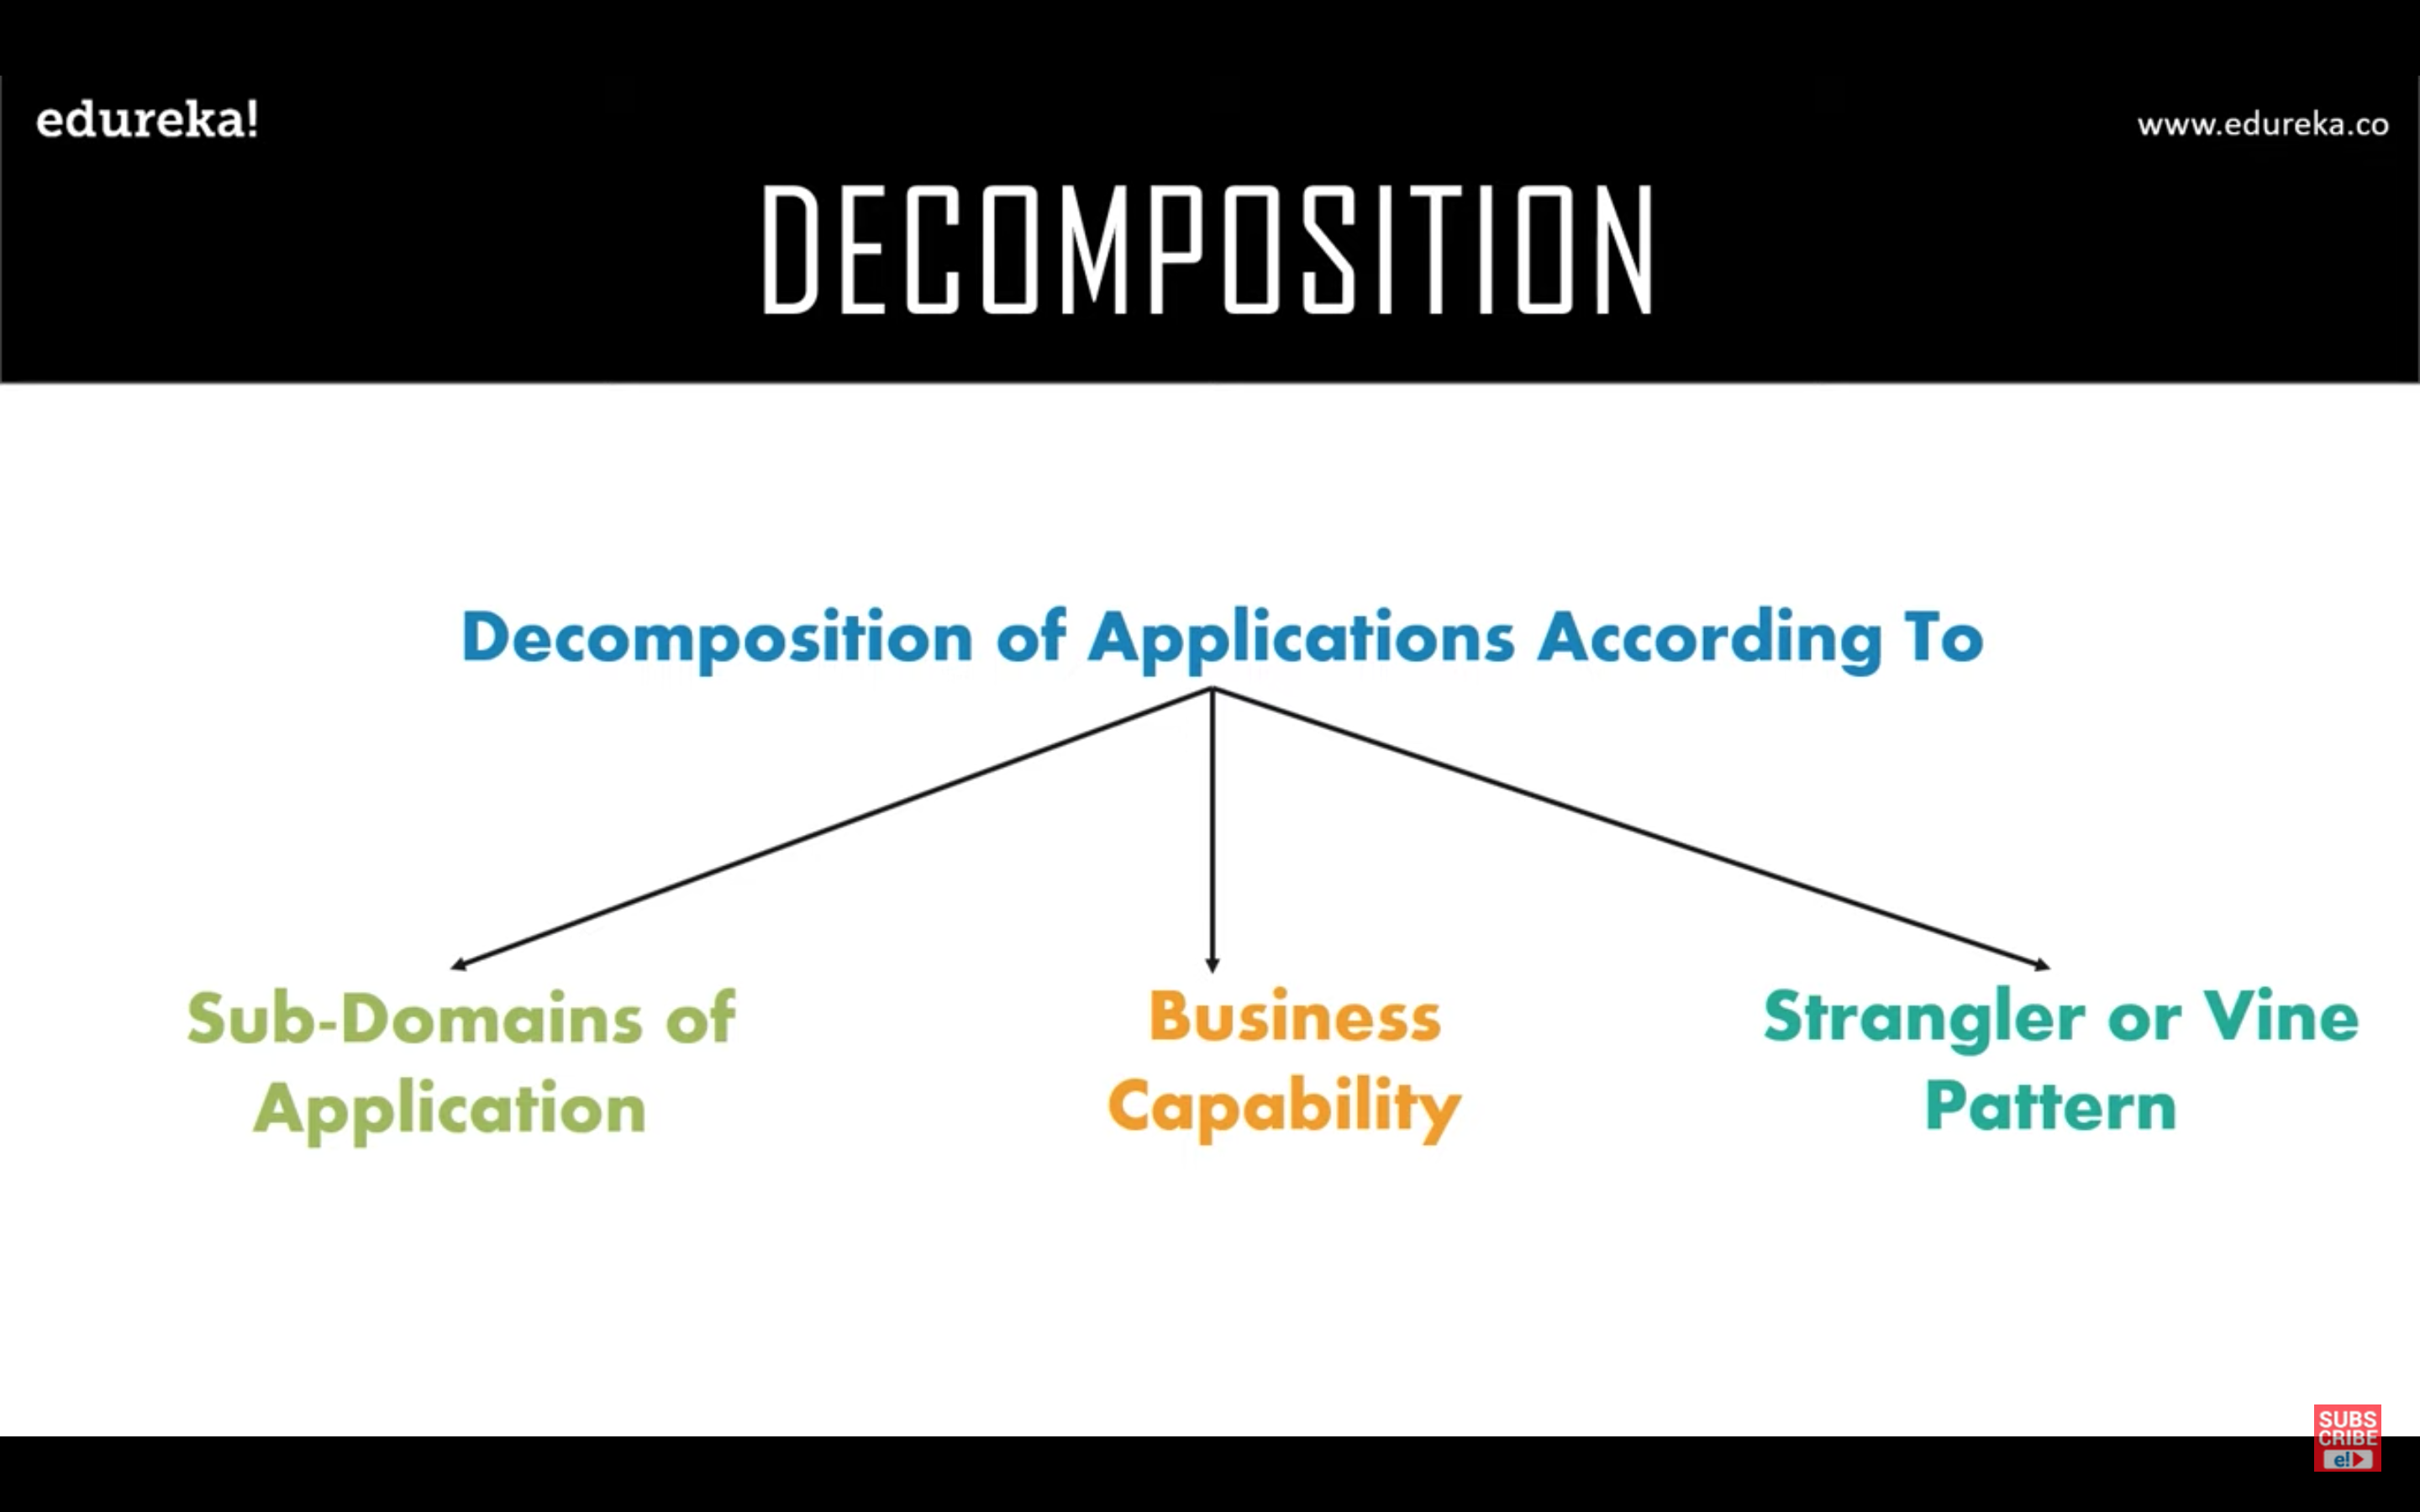 edureka!
www.edureka.co
DECOMPOSITION
Decomposition of Applications According To
Sub-Domains of
Application
Business
Capability
Strangler or Vine
Pattern
SUBS
CRIBE
e!